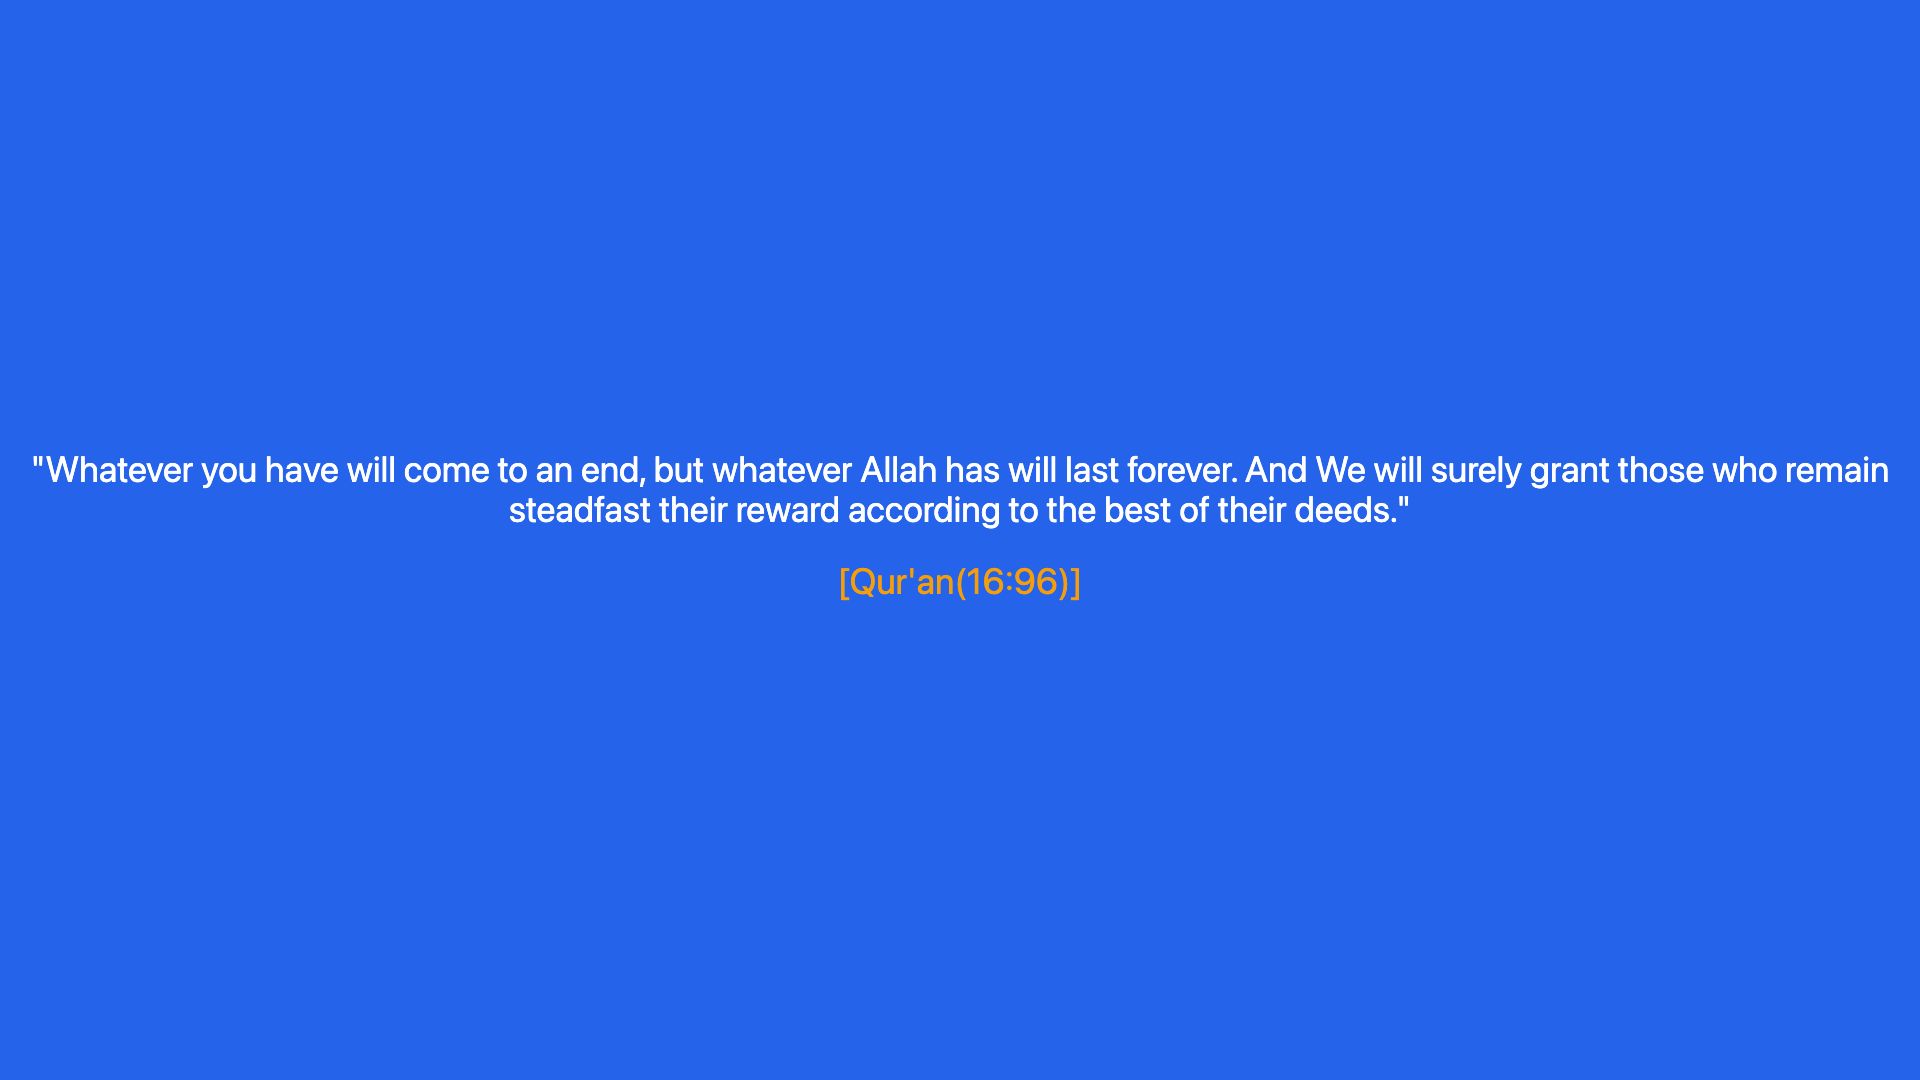 "Whatever you have will come to an end, but whatever Allah has will last forever. And We will surely grant those who remain
steadfast their reward according to the best of their deeds."
[Qur'an(16:96)]